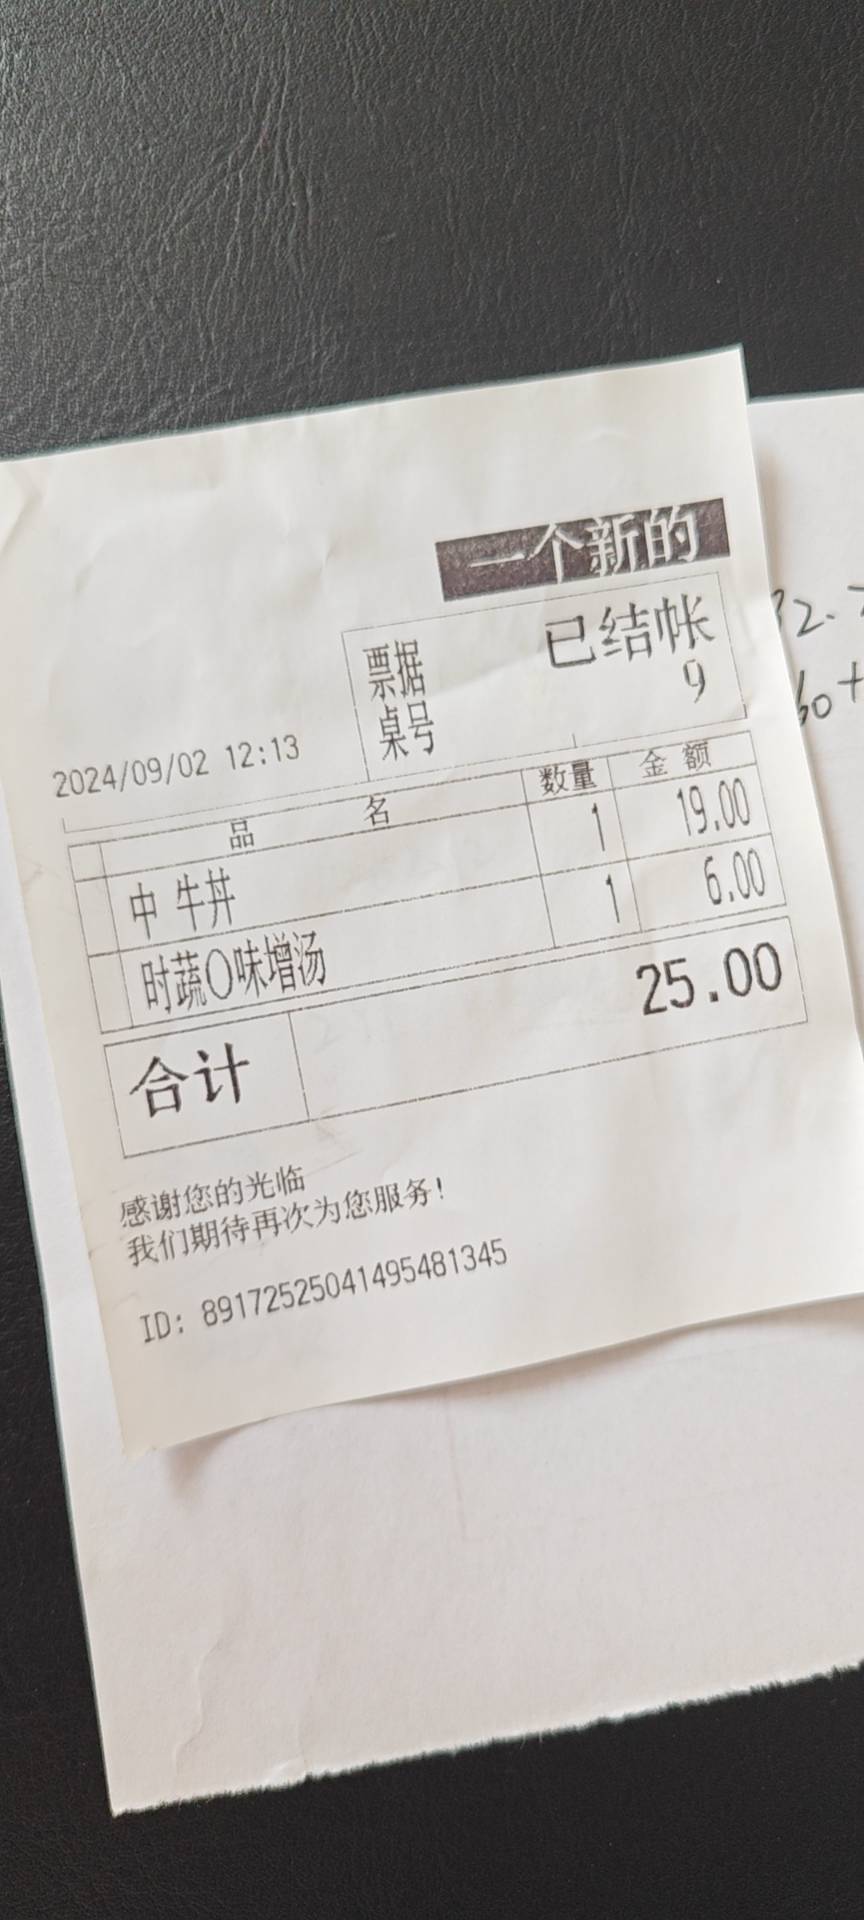 一个新的
票据 已结帐
桌号 9
2024/09/02 12:13
品 名 数量 金 额
中 牛丼 1 19.00
时蔬〇味增汤 1 6.00
合计 25.00
感谢您的光临
我们期待再次为您服务!
ID: 89172525041495481345